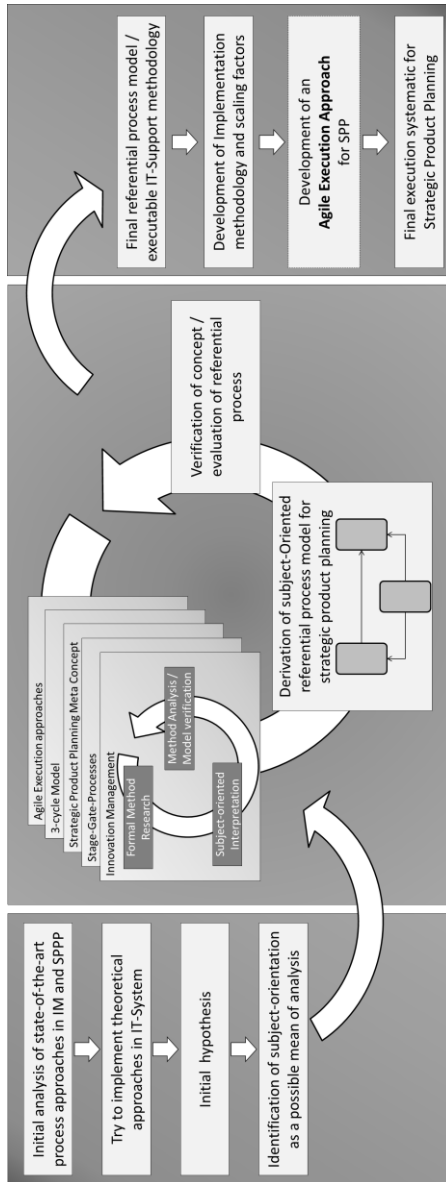 Initial analysis of state-of-the-art
process approaches in IM and SPPP
Try to implement theoretical
approaches in IT-System
Initial hypothesis
Identification of subject-orientation
as a possible mean of analysis
Agile Execution approaches
3-cycle Model
Strategic Product Planning Meta Concept
Stage-Gate-Processes
Innovation Management
Formal Method
Research
Method Analysis /
Model verification
Subject-oriented
Interpretation
Verification of concept /
evaluation of referential
process
Derivation of subject-Oriented
referential process model for
strategic product planning
Final referential process model /
executable IT-Support methodology
Development of Implementation
methodology and scaling factors
Development of an
Agile Execution Approach
for SPP
Final execution systematic for
Strategic Product Planning